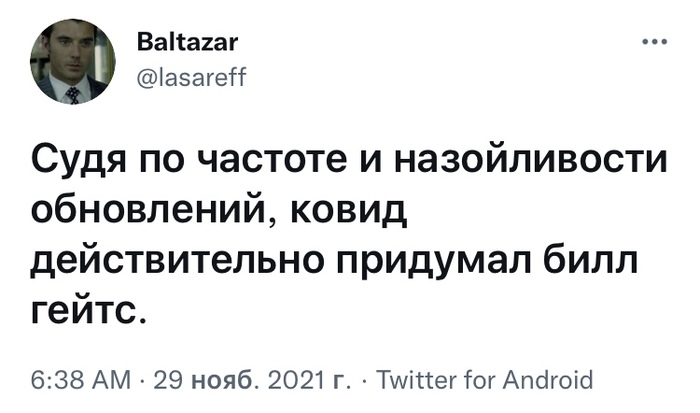 Baltazar
@lasareff
Судя по частоте и назойливости
обновлений, ковид
действительно придумал билл
гейтс.
6:38 AM · 29 нояб. 2021 г. · Twitter for Android